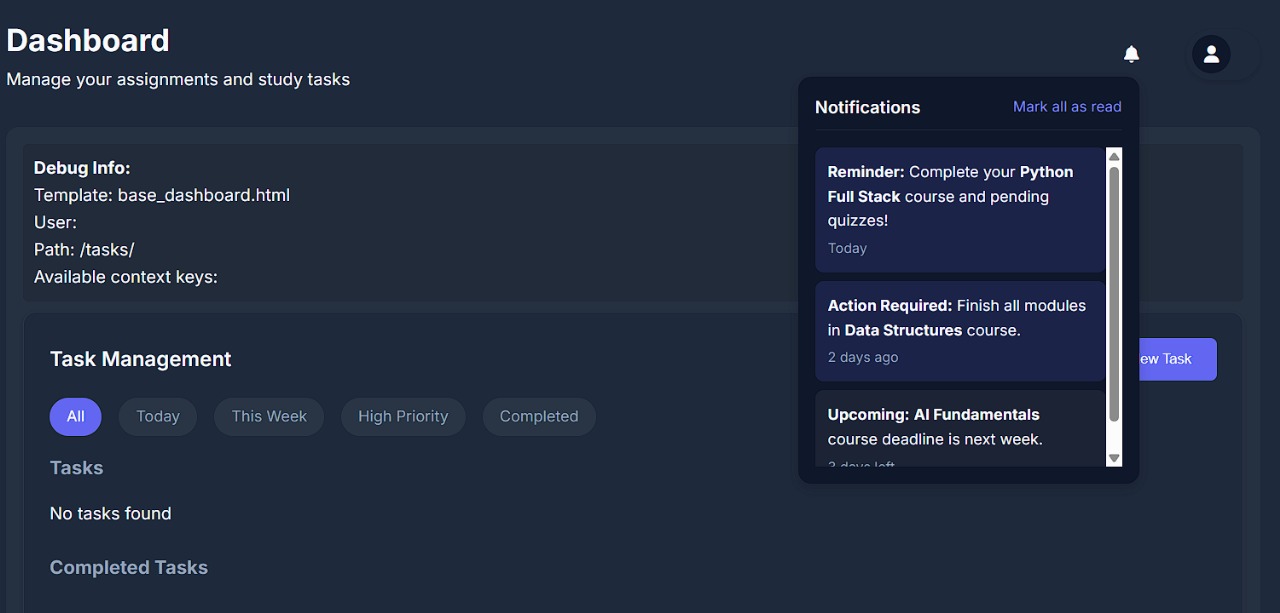 Dashboard
Manage your assignments and study tasks
Notifications
Mark all as read
Reminder: Complete your Python
Full Stack course and pending
quizzes!
Today
Action Required: Finish all modules
in Data Structures course.
2 days ago
Upcoming: AI Fundamentals
course deadline is next week.
3 days left
Debug Info:
Template: base_dashboard.html
User:
Path: /tasks/
Available context keys:
Task Management
ew Task
All
Today
This Week
High Priority
Completed
Tasks
No tasks found
Completed Tasks